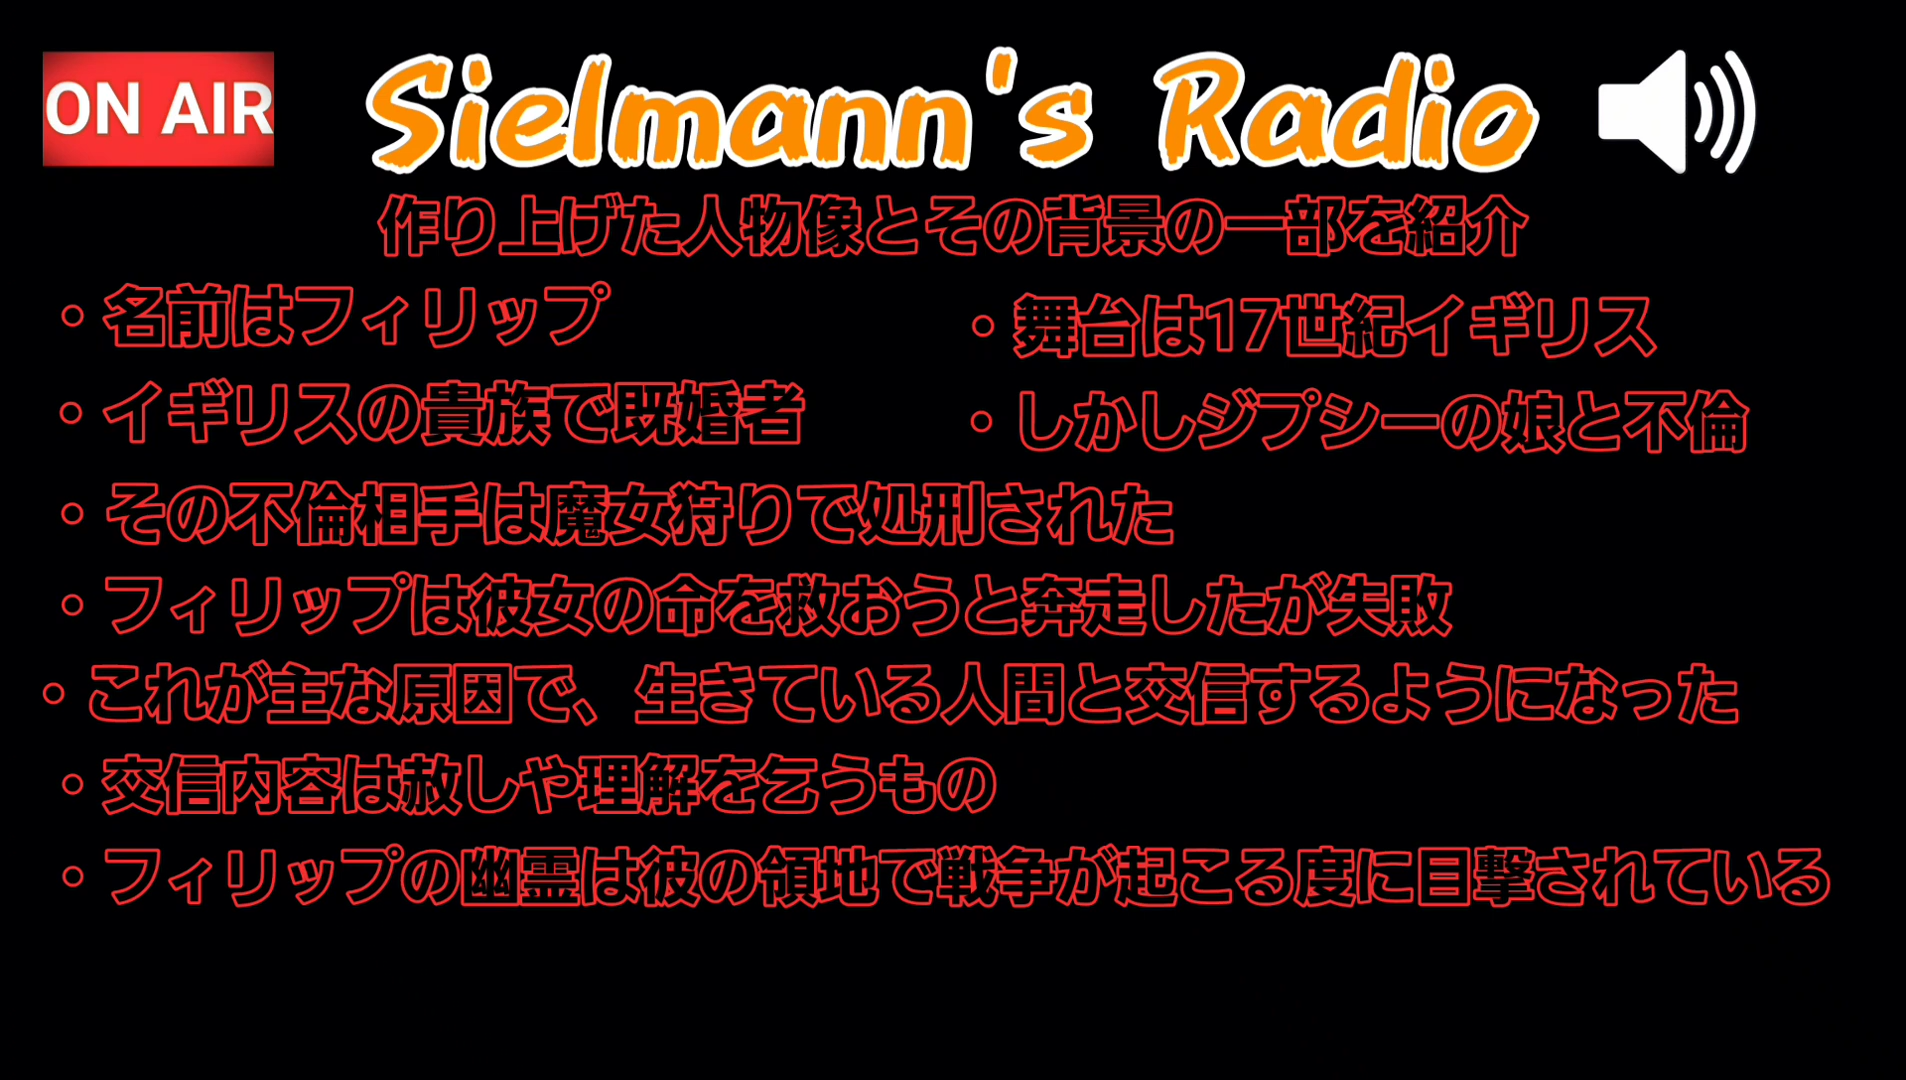 ON AIR
Sielmann's Radio
作り上げた人物像とその背景の一部を紹介
・名前はフィリップ
・舞台は17世紀イギリス
・イギリスの貴族で既婚者
・しかしジプシーの娘と不倫
・その不倫相手は魔女狩りで処刑された
・フィリップは彼女の命を救おうと奔走したが失敗
・これが主な原因で、生きている人間と交信するようになった
・交信内容は赦しや理解を乞うもの
・フィリップの幽霊は彼の領地で戦争が起こる度に目撃されている